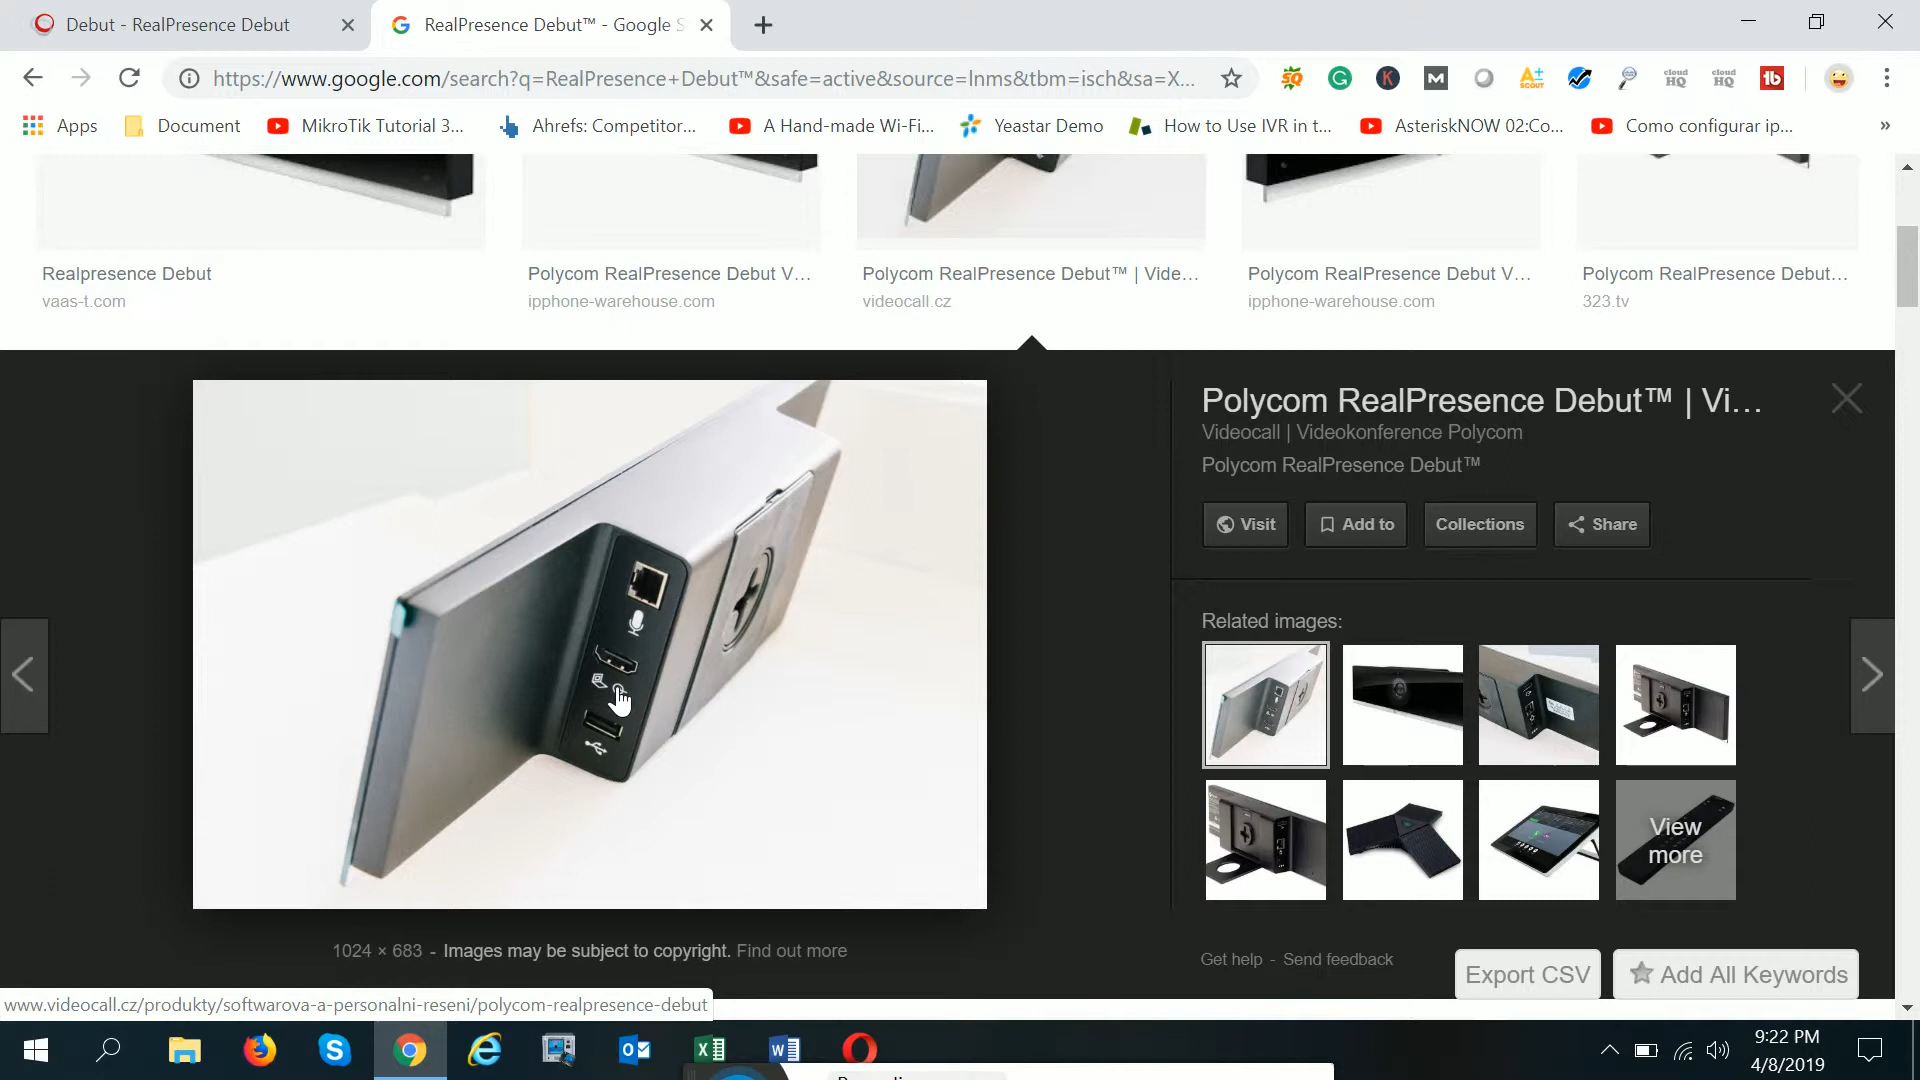 Debut - RealPresence Debut
RealPresence Debut™ - Google S
https://www.google.com/search?q=RealPresence+Debut™&safe=active&source=lnms&tbm=isch&sa=X...
Apps
Document
MikroTik Tutorial 3...
Ahrefs: Competitor...
A Hand-made Wi-Fi...
Yeastar Demo
How to Use IVR in t...
AsteriskNOW 02:Co...
Como configurar ip...
»
Realpresence Debut
vaas-t.com
Polycom RealPresence Debut V...
ipphone-warehouse.com
Polycom RealPresence Debut™ | Vide...
videocall.cz
Polycom RealPresence Debut V...
ipphone-warehouse.com
Polycom RealPresence Debut...
323.tv
Polycom RealPresence Debut™ | Vi...
Videocall | Videokonference Polycom
Polycom RealPresence Debut™
Visit
Add to
Collections
Share
Related images:
View
more
1024 × 683 - Images may be subject to copyright. Find out more
Get help - Send feedback
Export CSV
Add All Keywords
www.videocall.cz/produkty/softwarova-a-personalni-reseni/polycom-realpresence-debut
9:22 PM
4/8/2019